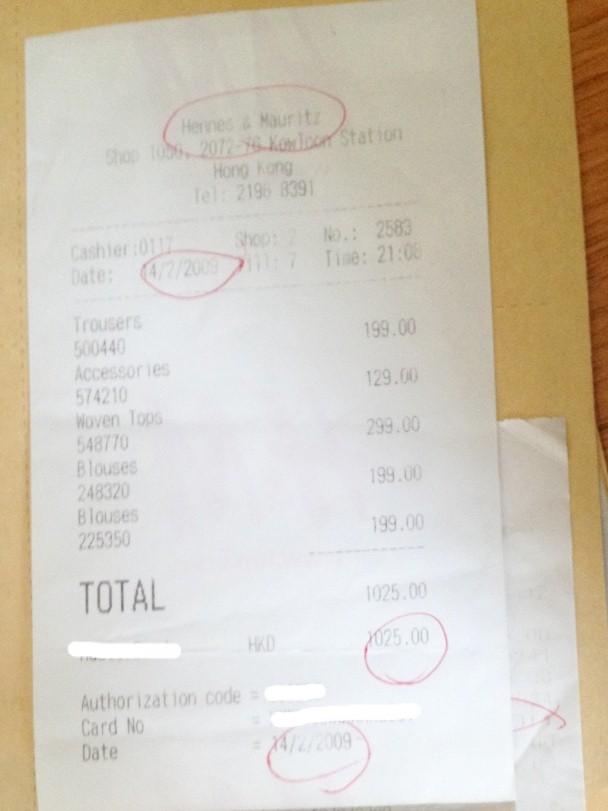 Hennes & Mauritz
Shop 1050, 2072-76 Kowloon Station
Hong Kong
Tel: 2196 8391
Cashier:0117 Shop: 2 No.: 2583
Date: 14/2/2009 Till: 7 Time: 21:06
Trousers 199.00
500440
Accessories 129.00
574210
Woven Tops 299.00
548770
Blouses 199.00
248320
Blouses 199.00
225350
TOTAL 1025.00
HKD 1025.00
Authorization code =
Card No =
Date = 14/2/2009